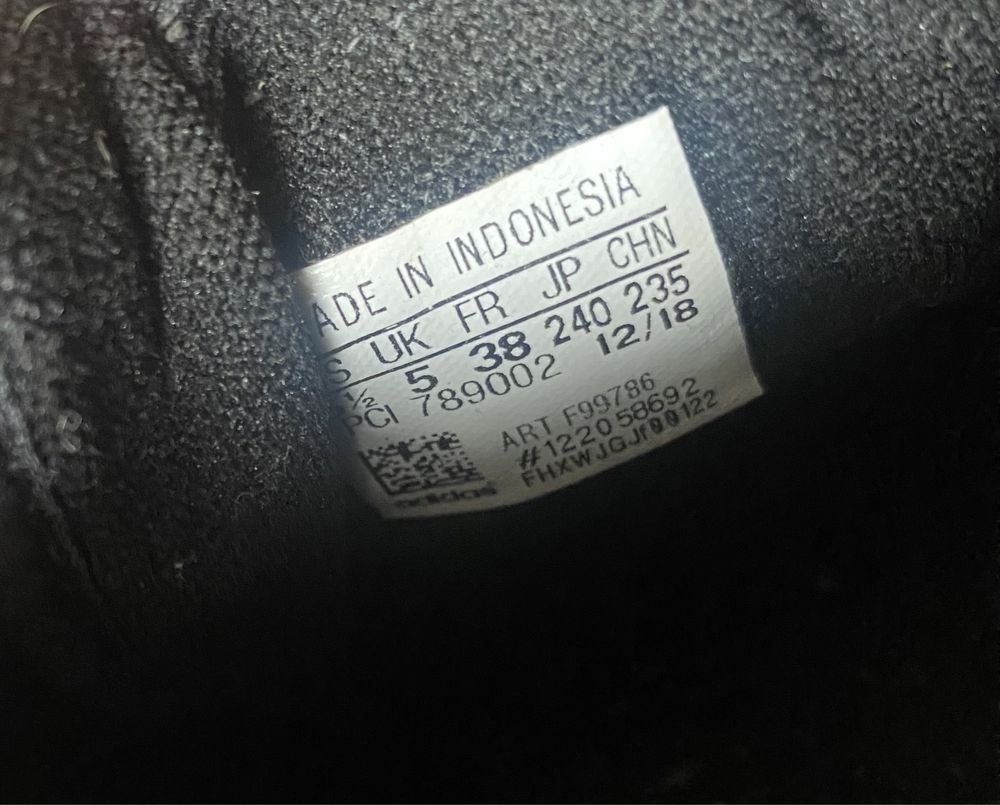 ADE IN INDONESIA
S UK FR JP CHN
½ 5 38 240 235
PCI 789002 12/18
ART F99786
#122058692
FHXWJGJf00122
adidas